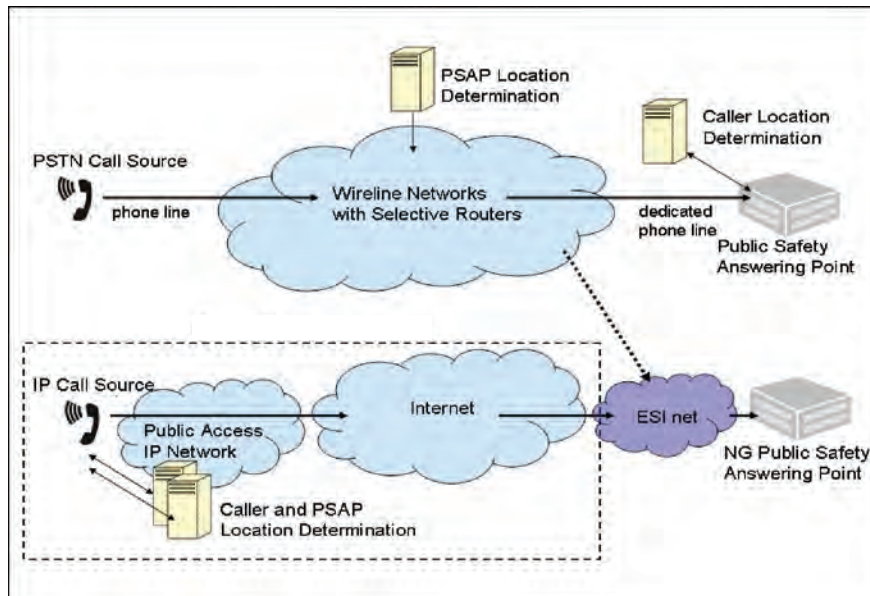 PSAP Location
Determination
Caller Location
Determination
PSTN Call Source
phone line
Wireline Networks
with Selective Routers
dedicated
phone line
Public Safety
Answering Point
IP Call Source
Public Access
IP Network
Internet
ESI net
NG Public Safety
Answering Point
Caller and PSAP
Location Determination